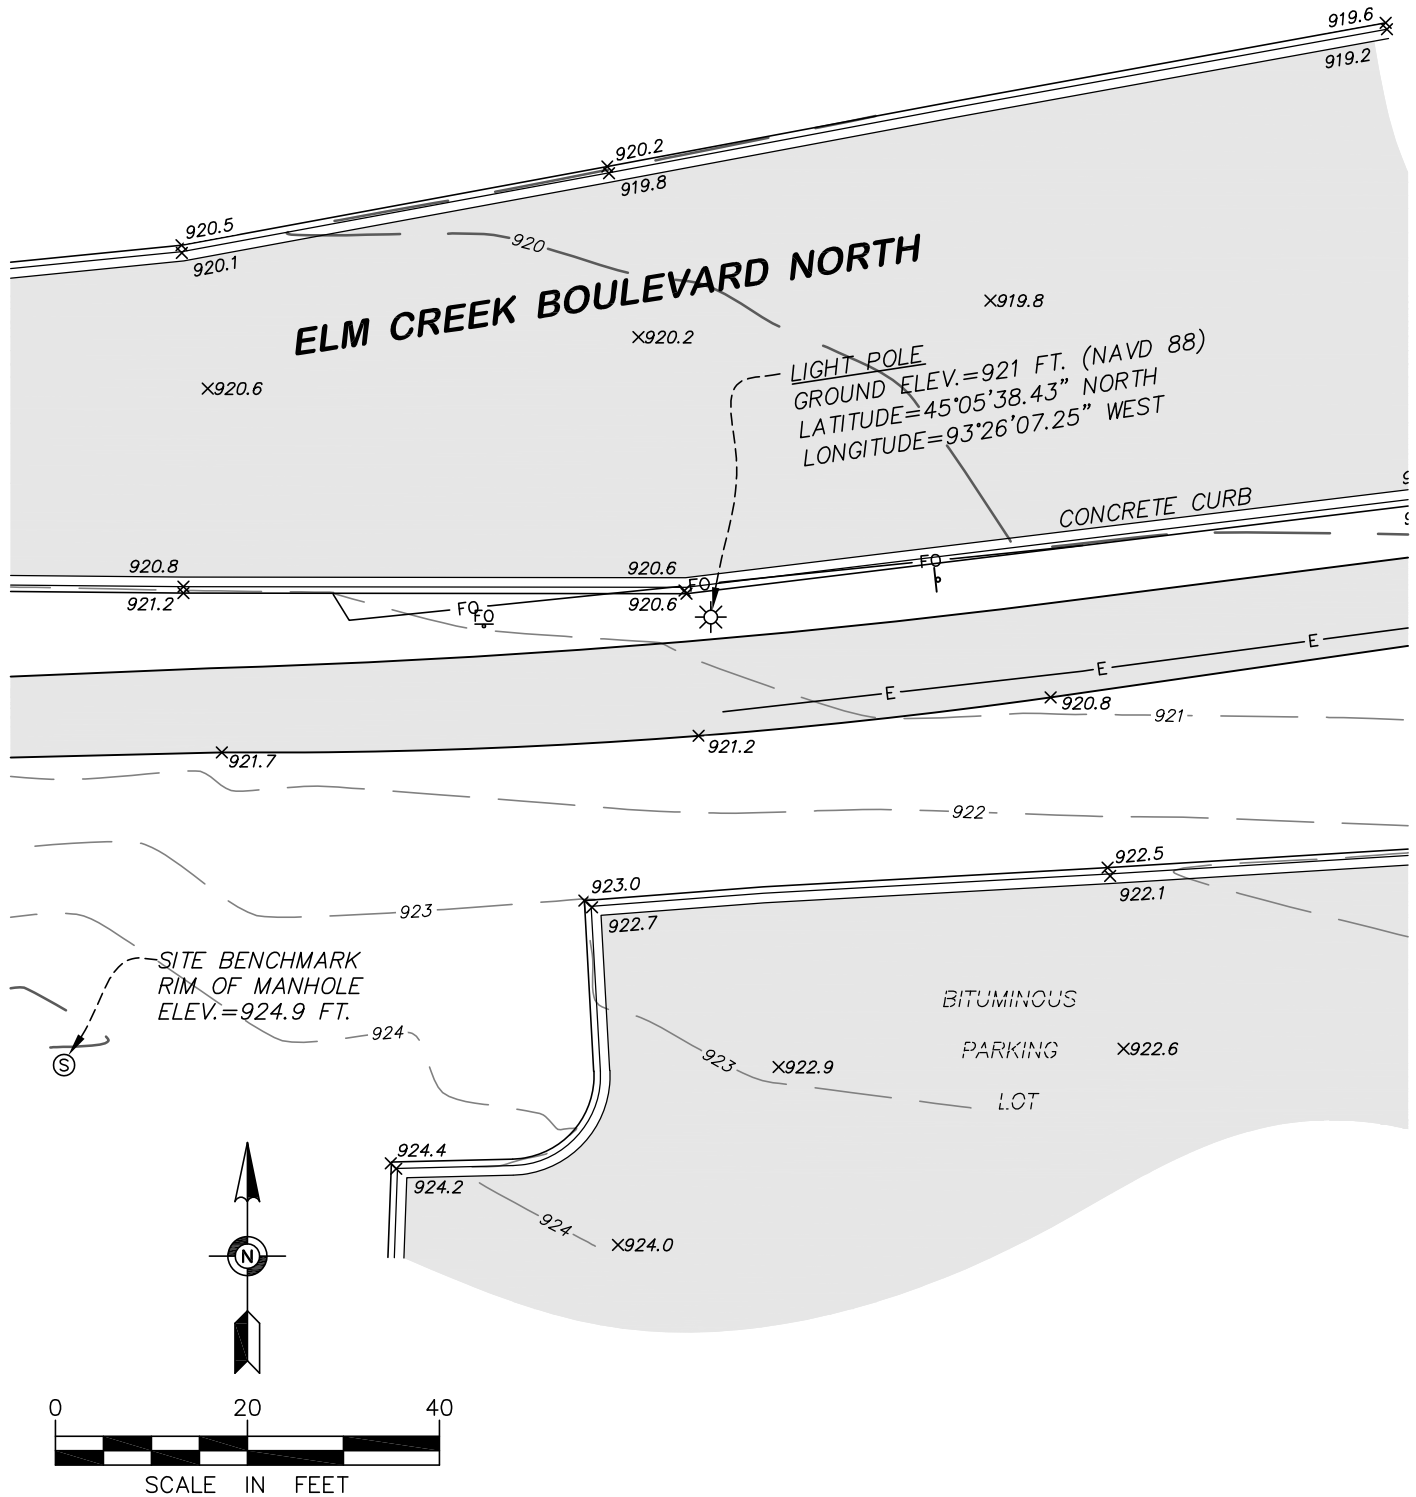 919.6
919.2
920.2
919.8
920.5
920.1
920
ELM CREEK BOULEVARD NORTH
×919.8
×920.2
×920.6
LIGHT POLE
GROUND ELEV.=921 FT. (NAVD 88)
LATITUDE=45°05'38.43" NORTH
LONGITUDE=93°26'07.25" WEST
CONCRETE CURB
920.8
921.2
920.6
920.6
FO
FO
FO
FO
E
E
E
920.8
921
921.2
921.7
922
922.5
922.1
923.0
922.7
923
SITE BENCHMARK
RIM OF MANHOLE
ELEV.=924.9 FT.
S
924
BITUMINOUS
PARKING
LOT
×922.6
×922.9
923
924.4
924.2
924
×924.0
N
0 20 40
SCALE IN FEET